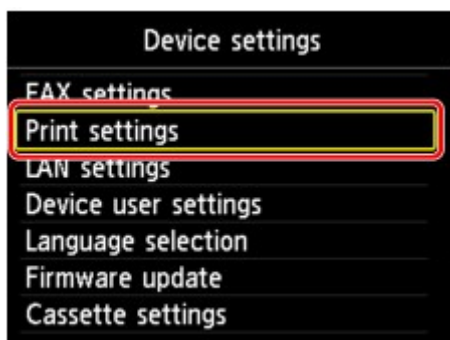 Device settings
FAX settings
Print settings
LAN settings
Device user settings
Language selection
Firmware update
Cassette settings